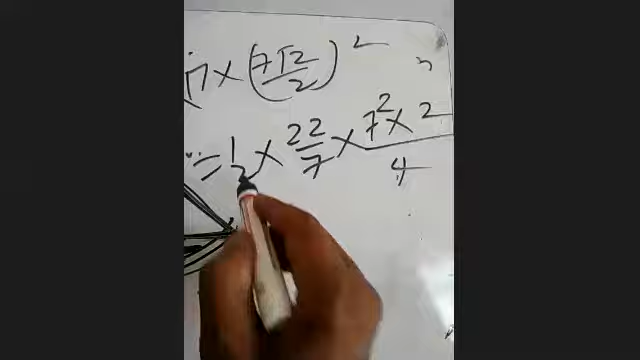 π × (7√2/2)²
= 1/2 × 22/7 × 7² × 2/4